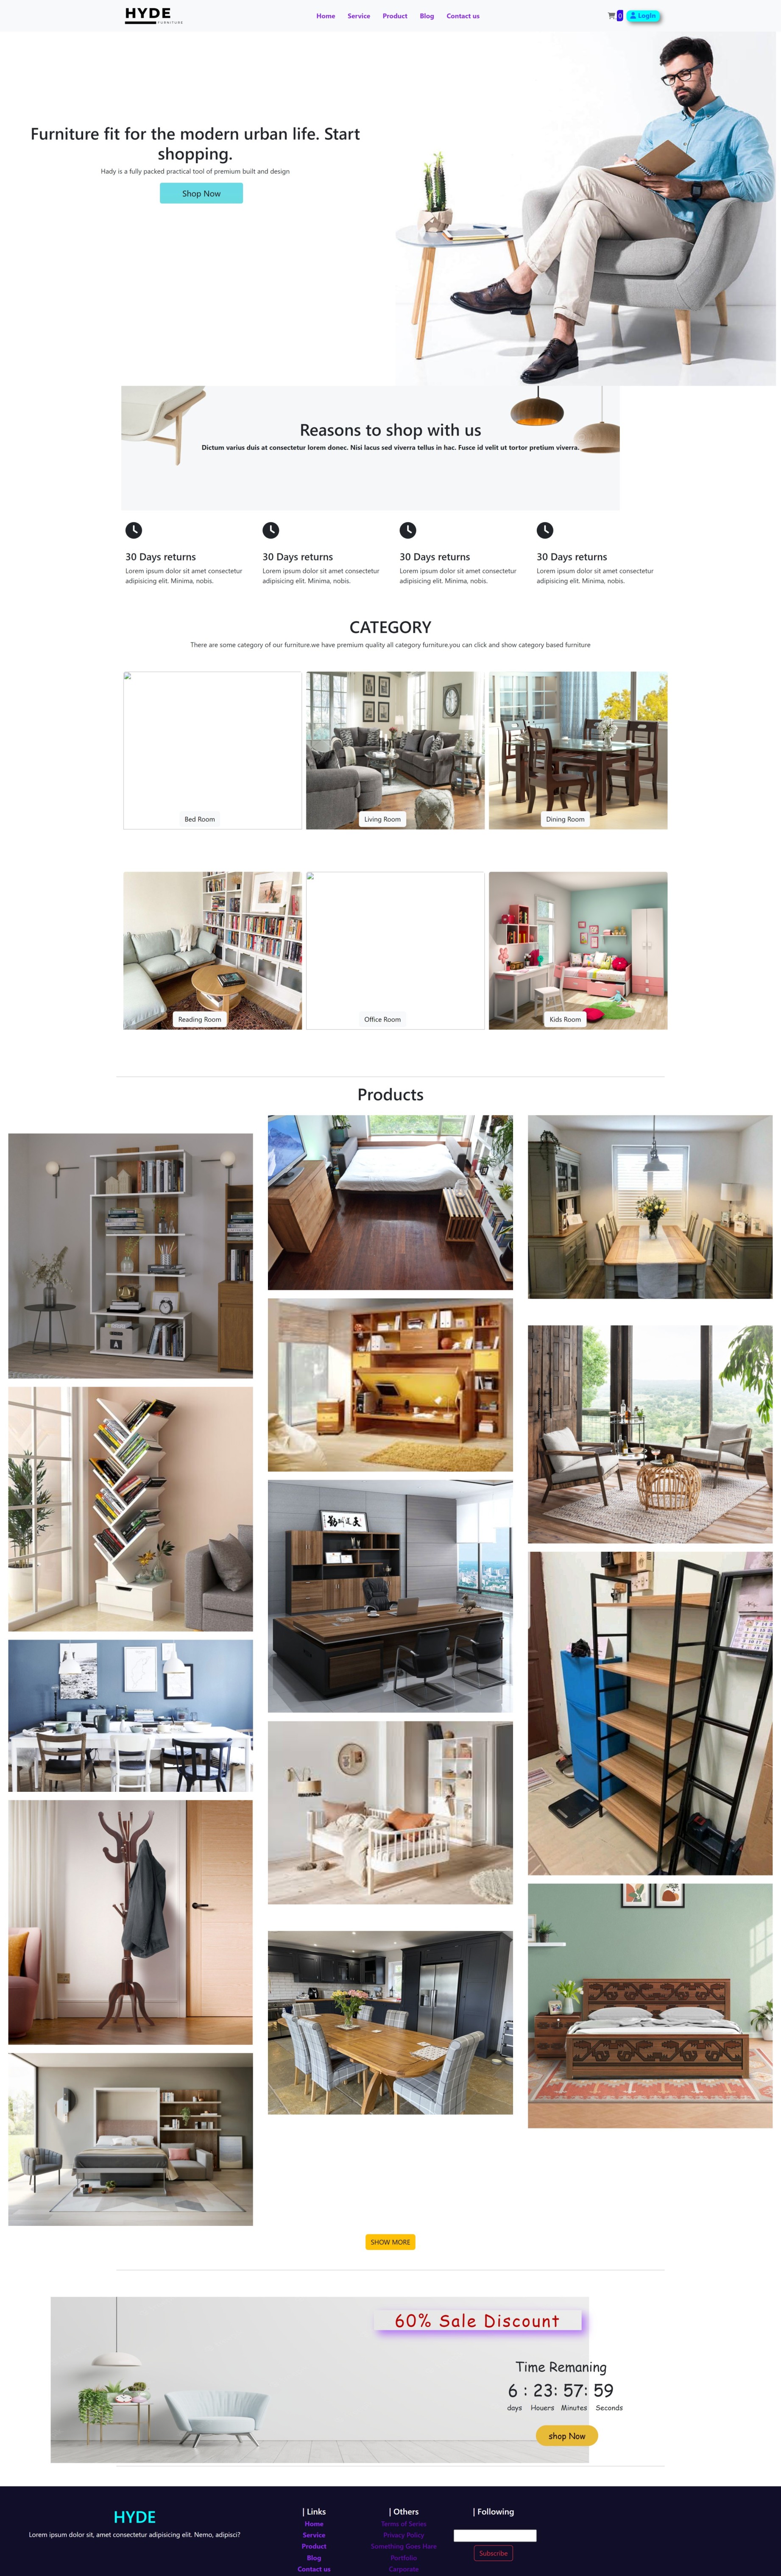 HYDE
FURNITURE
Home Service Product Blog Contact us
0 LogIn
Furniture fit for the modern urban life. Start
shopping.
Hady is a fully packed practical tool of premium built and design
Shop Now
Reasons to shop with us
Dictum varius duis at consectetur lorem donec. Nisi lacus sed viverra tellus in hac. Fusce id velit ut tortor pretium viverra.
30 Days returns
Lorem ipsum dolor sit amet consectetur
adipisicing elit. Minima, nobis.
30 Days returns
Lorem ipsum dolor sit amet consectetur
adipisicing elit. Minima, nobis.
30 Days returns
Lorem ipsum dolor sit amet consectetur
adipisicing elit. Minima, nobis.
30 Days returns
Lorem ipsum dolor sit amet consectetur
adipisicing elit. Minima, nobis.
CATEGORY
There are some category of our furniture.we have premium quality all category furniture.you can click and show category based furniture
Bed Room
Living Room
Dining Room
Reading Room
Office Room
Kids Room
Products
SHOW MORE
60% Sale Discount
Time Remaning
6 : 23: 57: 59
days Houers Minutes Seconds
shop Now
HYDE
Lorem ipsum dolor sit, amet consectetur adipisicing elit. Nemo, adipisci?
| Links
Home
Service
Product
Blog
Contact us
| Others
Terms of Series
Privacy Policy
Something Goes Hare
Portfolio
Corporate
| Following
Subscribe